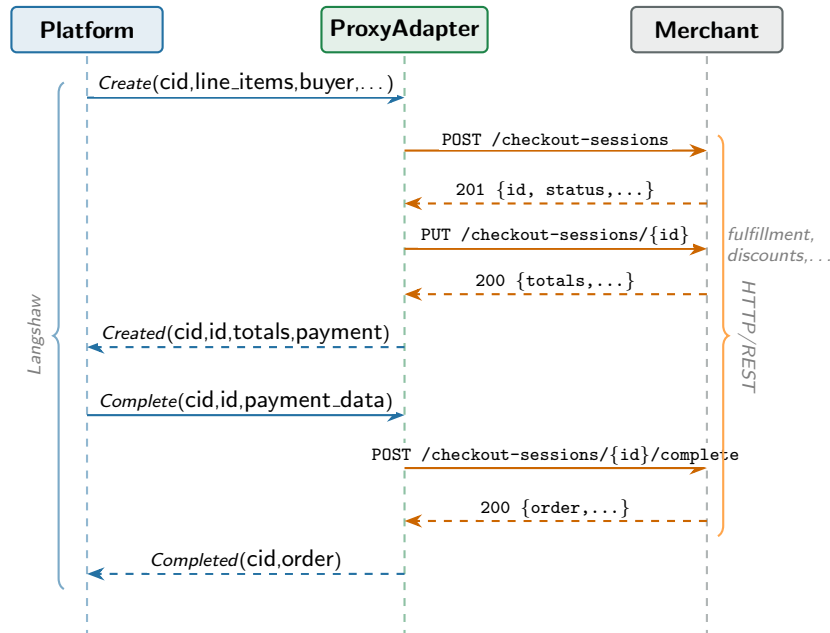 Platform
ProxyAdapter
Merchant
Create(cid,line_items,buyer,...)
POST /checkout-sessions
201 {id, status,...}
PUT /checkout-sessions/{id}
fulfillment,
discounts,...
200 {totals,...}
Langshaw
HTTP/REST
Created(cid,id,totals,payment)
Complete(cid,id,payment_data)
POST /checkout-sessions/{id}/complete
200 {order,...}
Completed(cid,order)